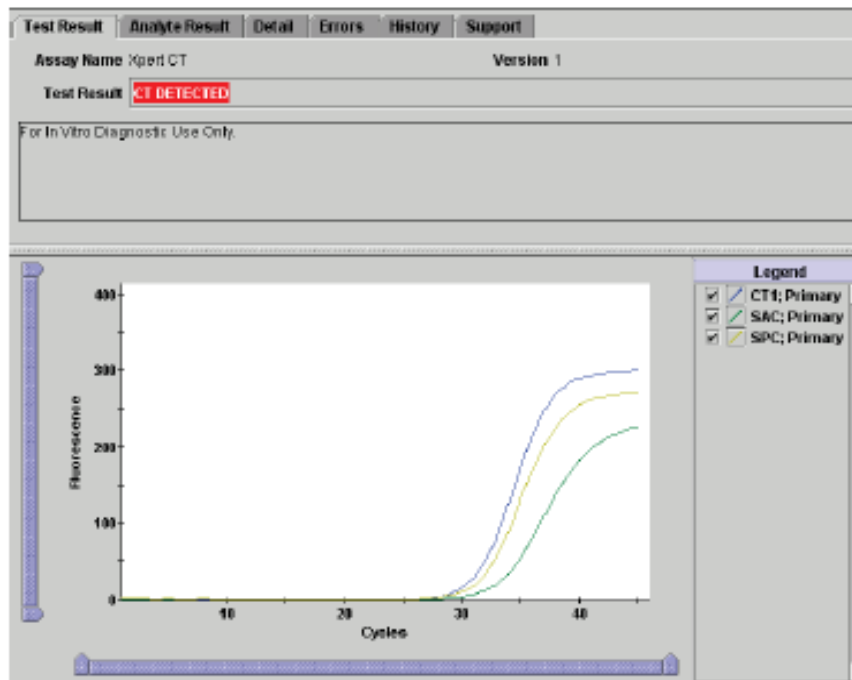 Test Result Analyte Result Detail Errors History Support
Assay Name Xpert CT Version 1
Test Result CT DETECTED
For In Vitro Diagnostic Use Only.
Legend
CT1; Primary
SAC; Primary
SPC; Primary
400
300
200
100
0
10 20 30 40
Fluorescence
Cycles